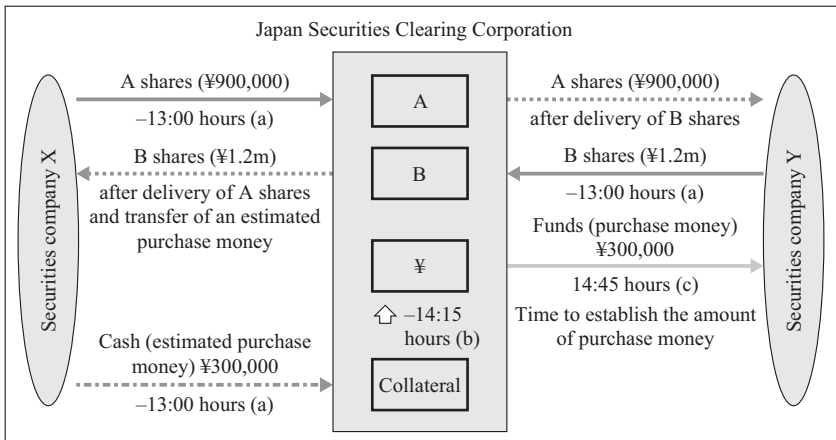 Japan Securities Clearing Corporation
Securities company X
A shares (¥900,000)
–13:00 hours (a)
B shares (¥1.2m)
after delivery of A shares
and transfer of an estimated
purchase money
Cash (estimated purchase
money) ¥300,000
–13:00 hours (a)
A
B
¥
–14:15
hours (b)
Collateral
A shares (¥900,000)
after delivery of B shares
B shares (¥1.2m)
–13:00 hours (a)
Funds (purchase money)
¥300,000
14:45 hours (c)
Time to establish the amount
of purchase money
Securities company Y